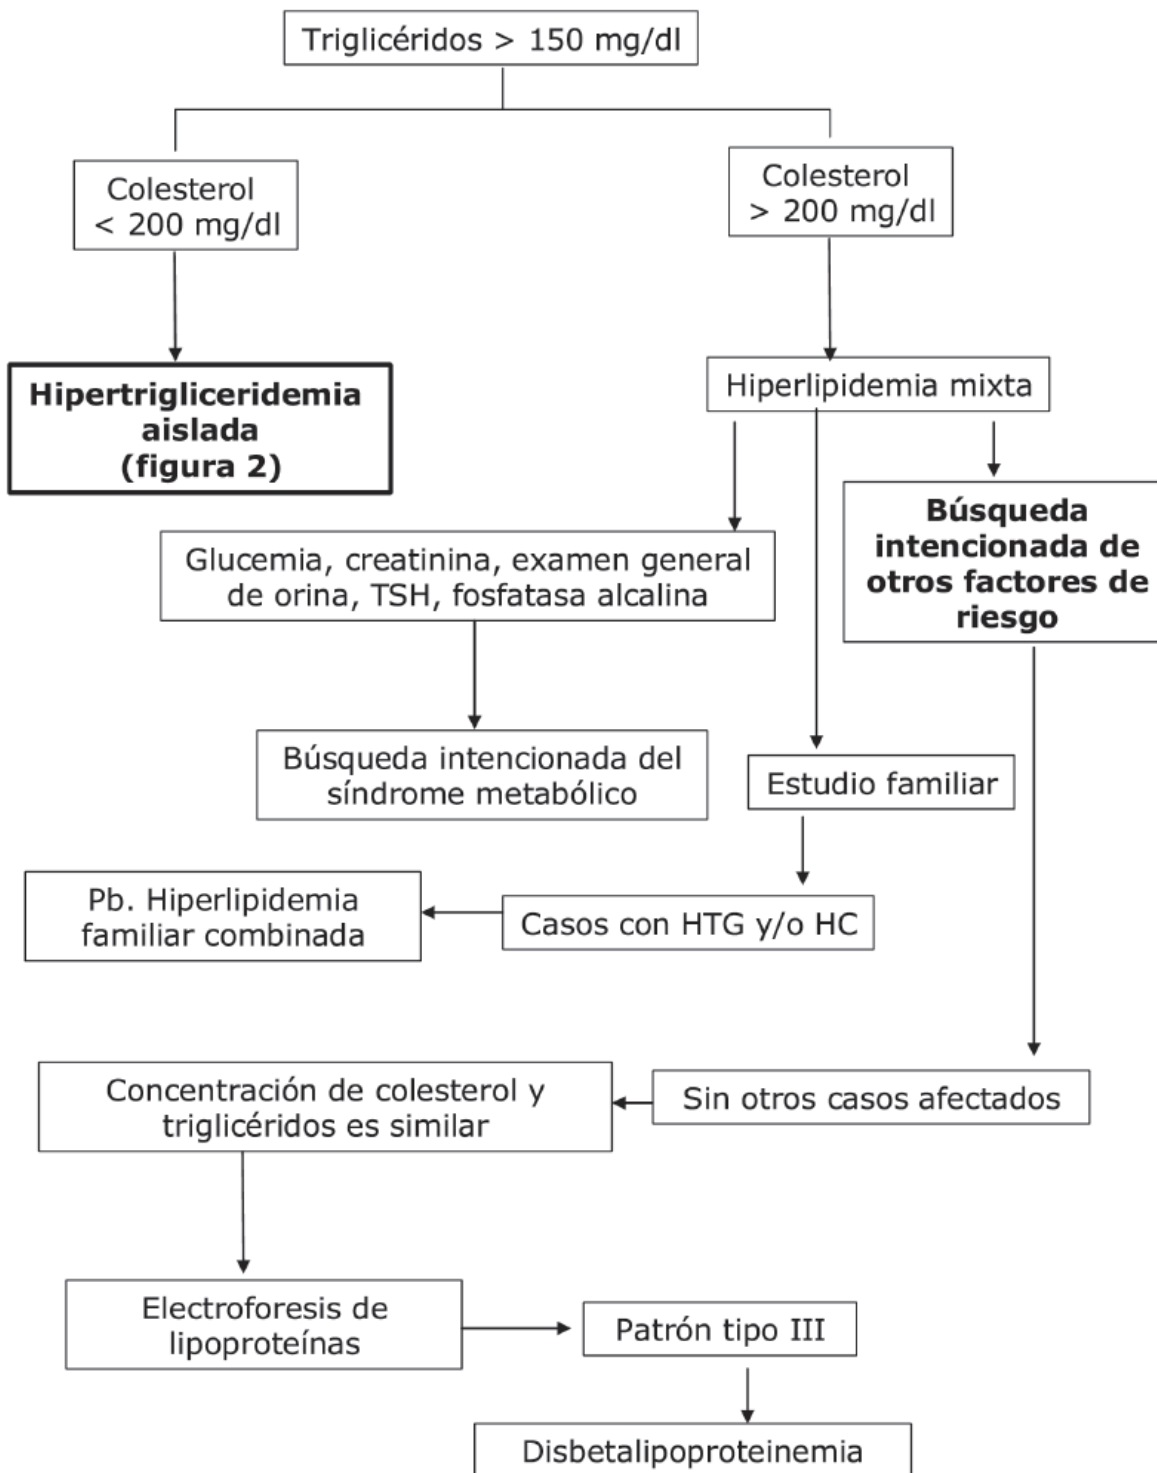 Triglicéridos > 150 mg/dl
Colesterol
< 200 mg/dl
Colesterol
> 200 mg/dl
Hipertrigliceridemia
aislada
(figura 2)
Hiperlipidemia mixta
Búsqueda
intencionada de
otros factores de
riesgo
Glucemia, creatinina, examen general
de orina, TSH, fosfatasa alcalina
Búsqueda intencionada del
síndrome metabólico
Estudio familiar
Pb. Hiperlipidemia
familiar combinada
Casos con HTG y/o HC
Concentración de colesterol y
triglicéridos es similar
Sin otros casos afectados
Electroforesis de
lipoproteínas
Patrón tipo III
Disbetalipoproteinemia